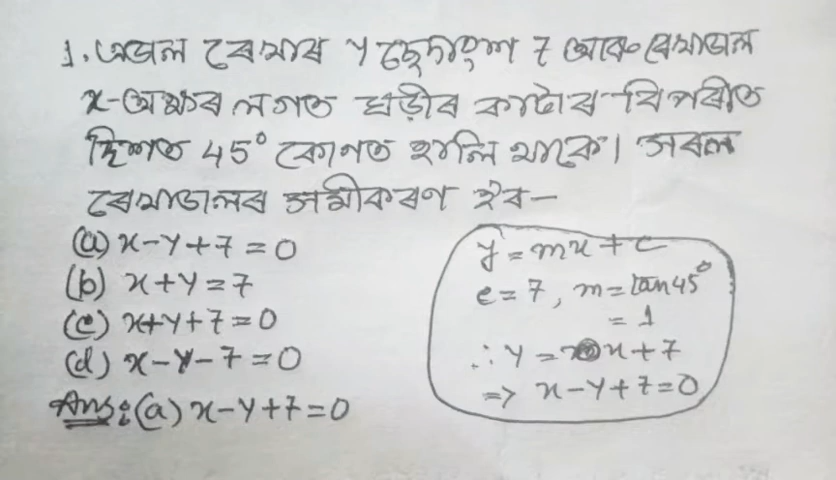 1. এডাল ৰেখাৰ y ছেদাংশ 7 আৰু ৰেখাডাল
x-অক্ষৰ লগত ঘড়ীৰ কাটাৰ বিপৰীত
দিশত 45° কোণত হালি থাকে। সৰল
ৰেখাডালৰ সমীকৰণ হ'ব—
(a) x-y+7=0
(b) x+y=7
(c) x+y+7=0
(d) x-y-7=0
Ans: (a) x-y+7=0
y=mx+c
c=7, m=tan45°
=1
∴ y = x+7
⇒ x-y+7=0